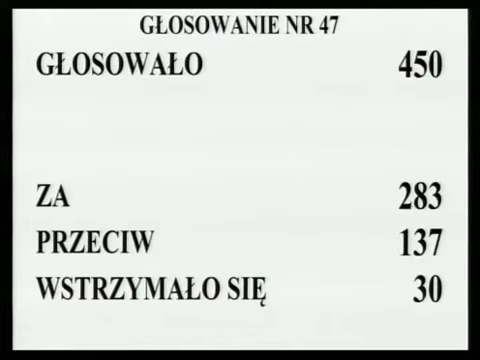 GŁOSOWANIE NR 47
GŁOSOWAŁO 450
ZA 283
PRZECIW 137
WSTRZYMAŁO SIĘ 30